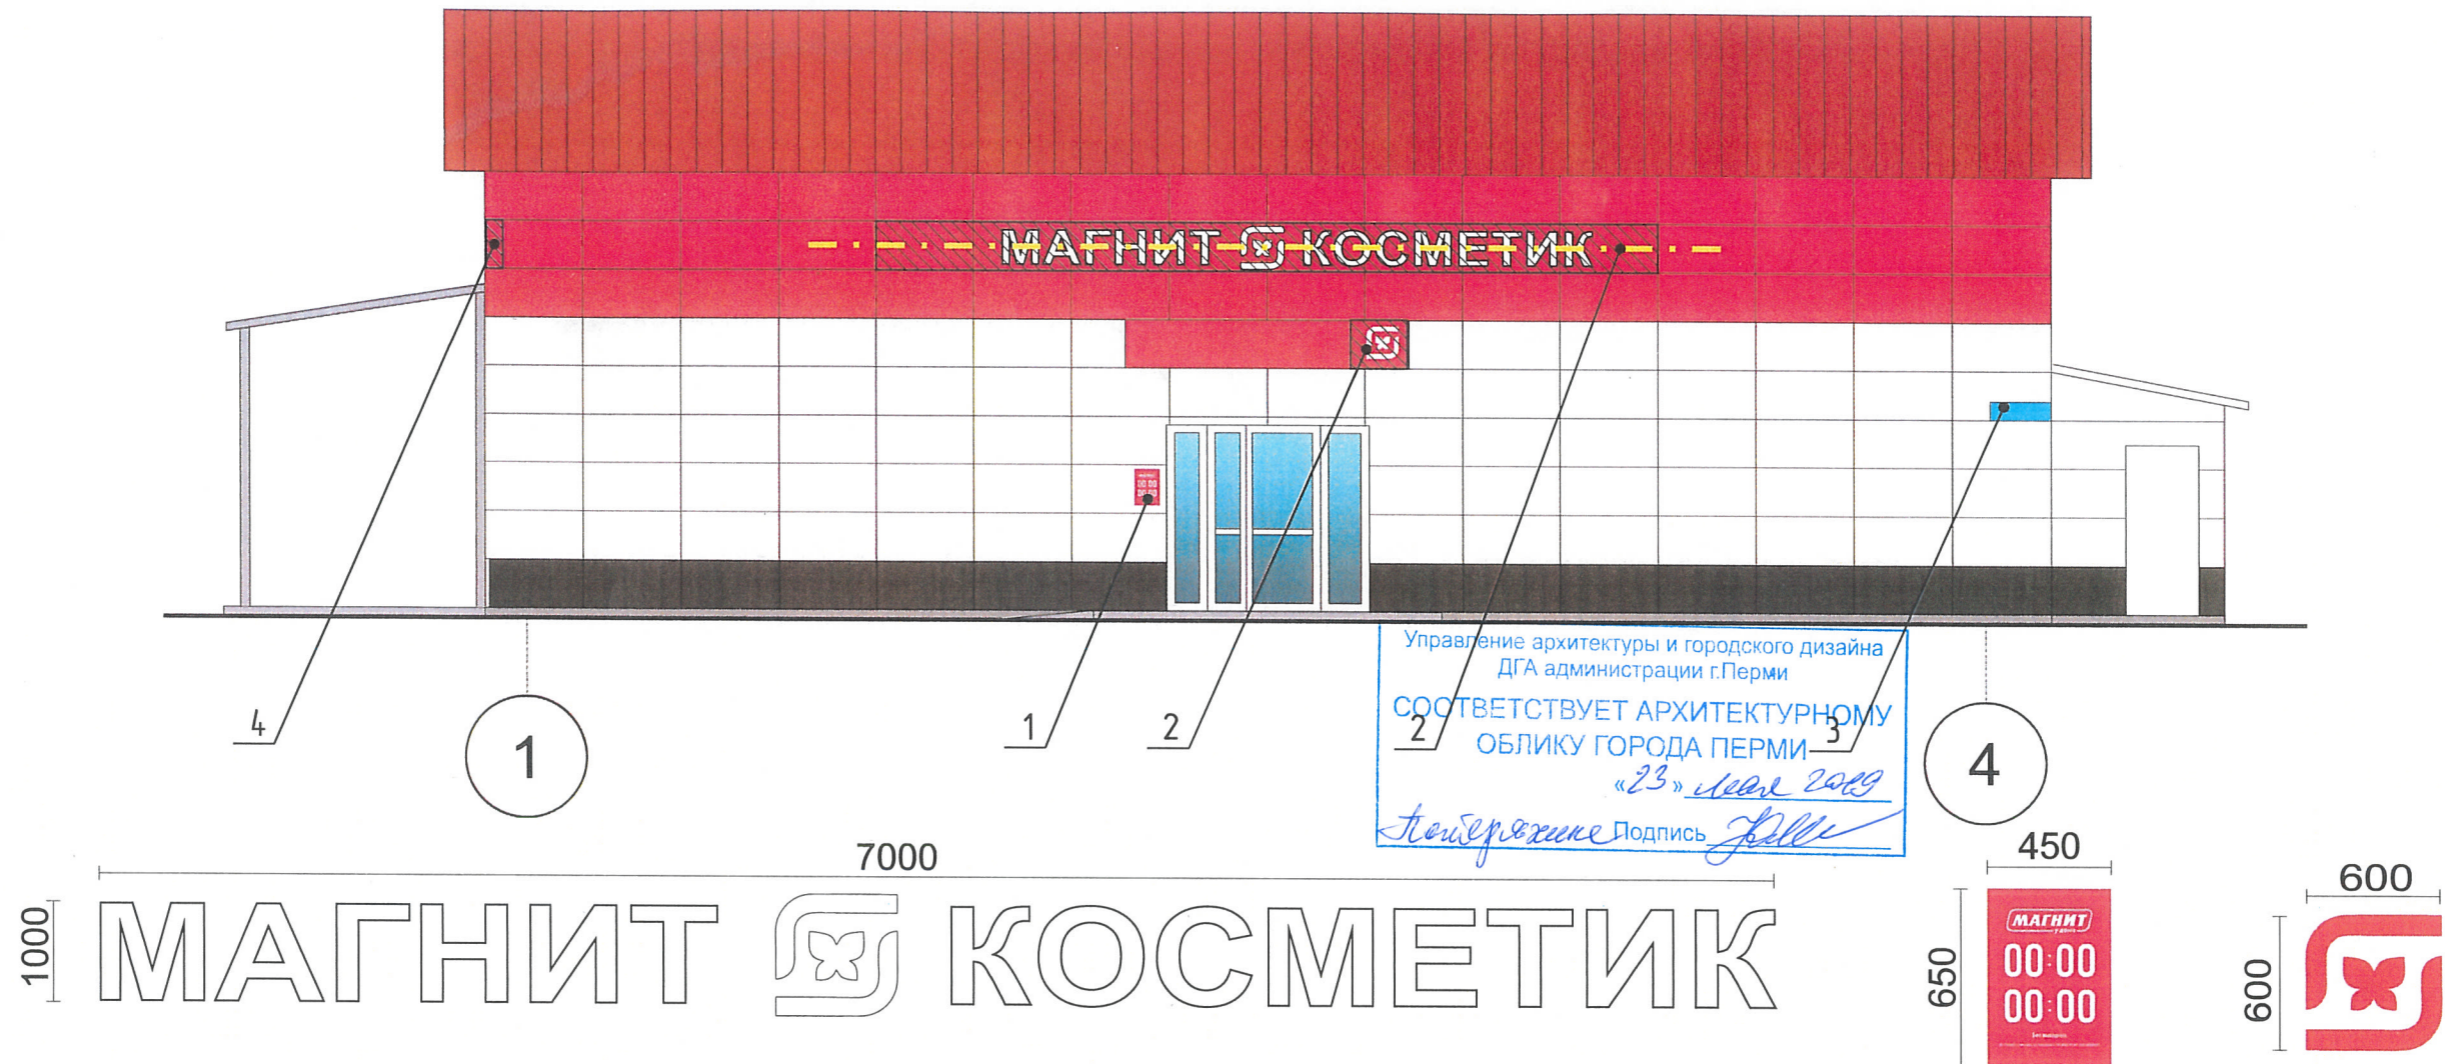 МАГНИТ КОСМЕТИК
4
1
2
2
3
1
4
Управление архитектуры и городского дизайна
ДГА администрации г.Перми
СООТВЕТСТВУЕТ АРХИТЕКТУРНОМУ
ОБЛИКУ ГОРОДА ПЕРМИ
«23» мая 2019
Подпись
7000
1000
МАГНИТ КОСМЕТИК
450
650
МАГНИТ
00:00
00:00
600
600